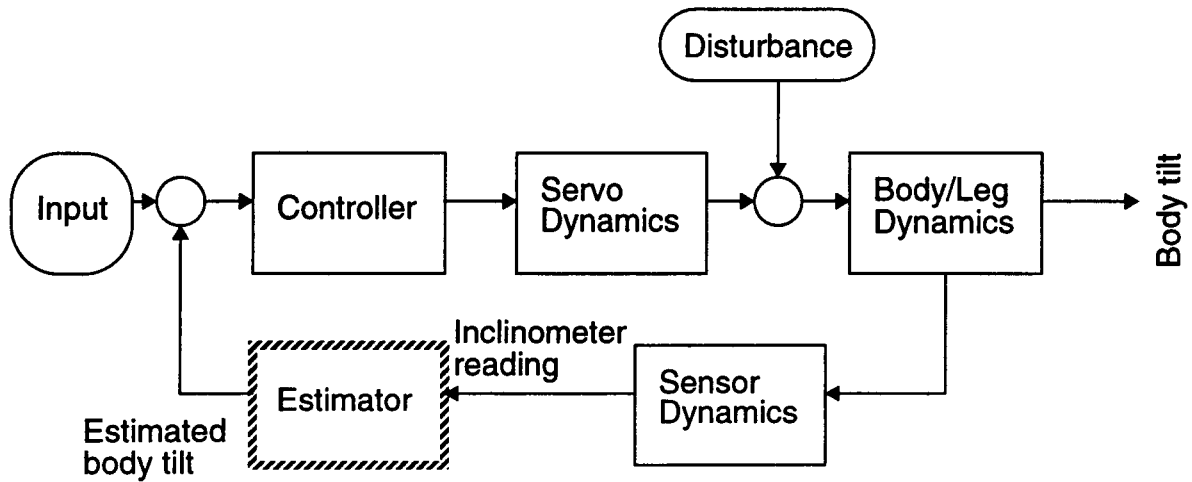 Disturbance
Input
Controller
Servo
Dynamics
Body/Leg
Dynamics
Body tilt
Inclinometer
reading
Estimator
Sensor
Dynamics
Estimated
body tilt